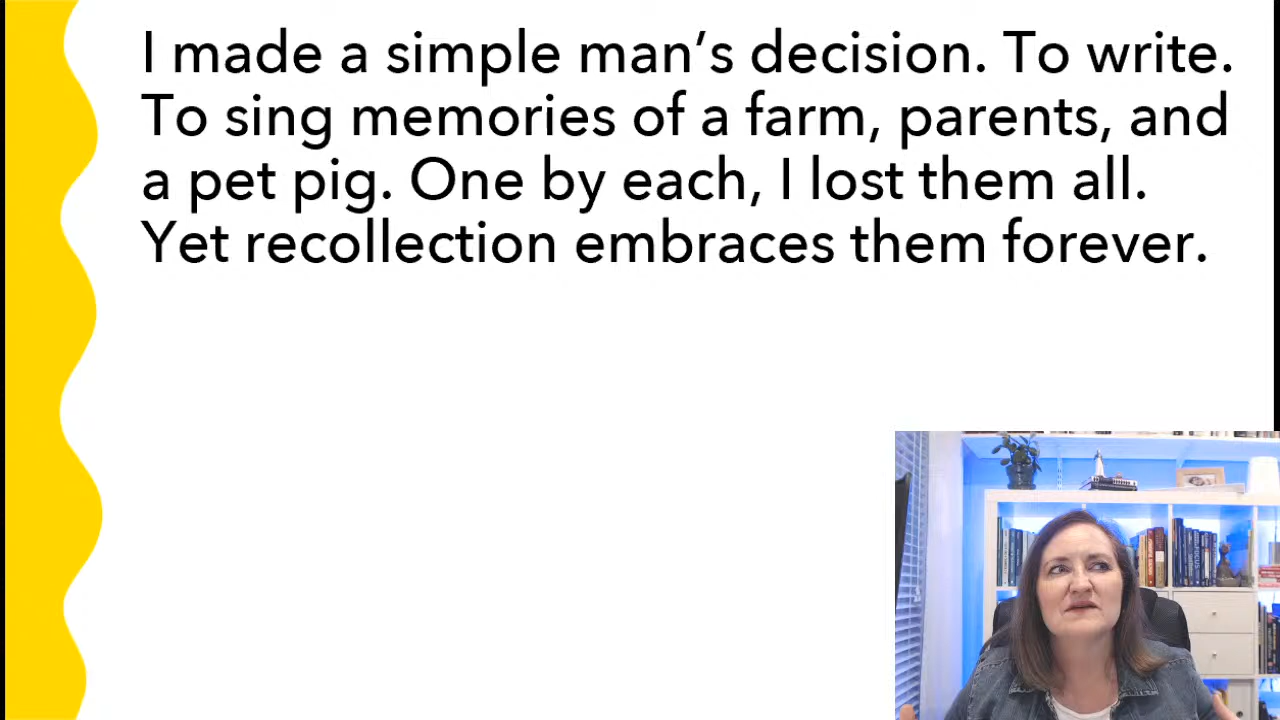 I made a simple man’s decision. To write.
To sing memories of a farm, parents, and
a pet pig. One by each, I lost them all.
Yet recollection embraces them forever.